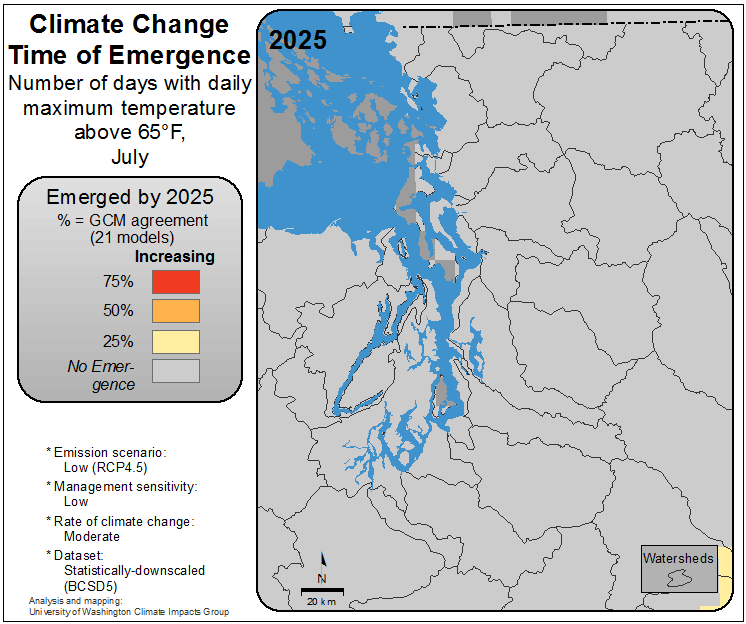 Climate Change
Time of Emergence
Number of days with daily
maximum temperature
above 65°F,
July
Emerged by 2025
% = GCM agreement
(21 models)
Increasing
75%
50%
25%
No Emer-
gence
* Emission scenario:
Low (RCP4.5)
* Management sensitivity:
Low
* Rate of climate change:
Moderate
* Dataset:
Statistically-downscaled
(BCSD5)
Analysis and mapping:
University of Washington Climate Impacts Group
2025
N
20 km
Watersheds